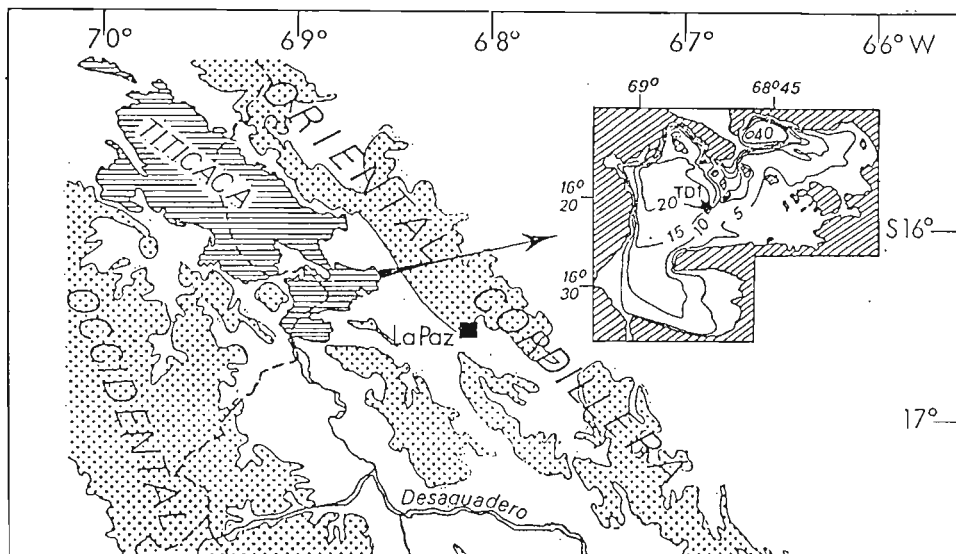 70° 69° 68° 67° 66° W
69° 68°45
TITICACA
ORIENTAL
040
16°
20
TD1
20
5
10
15
S16°
16°
30
OCCIDENTAL
La Paz
CORDILLERA
17°
Desaguadero